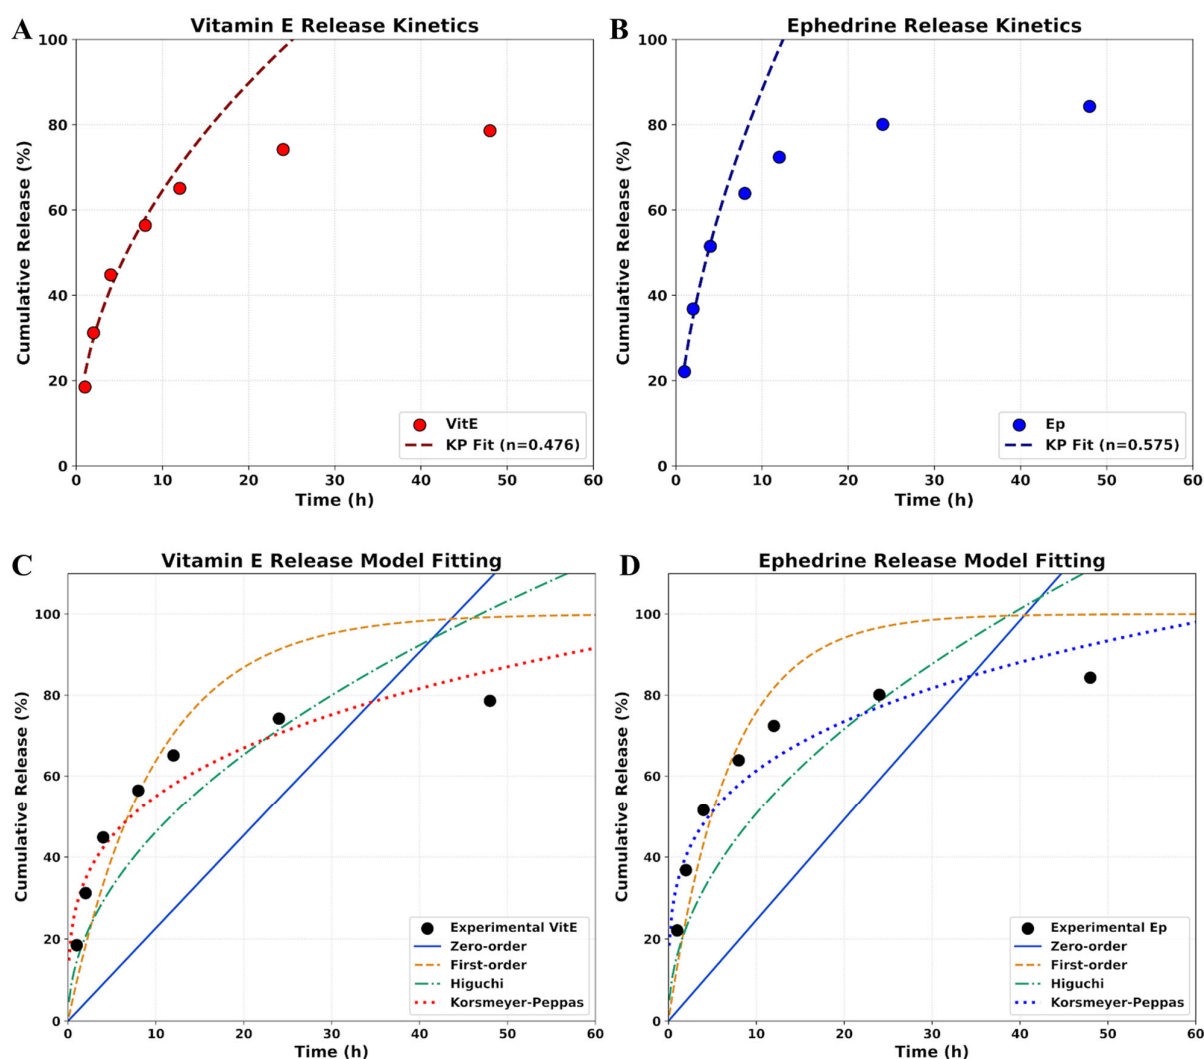 A
Vitamin E Release Kinetics
Cumulative Release (%)
100
80
60
40
20
0
VitE
KP Fit (n=0.476)
0 10 20 30 40 50 60
Time (h)
B
Ephedrine Release Kinetics
Cumulative Release (%)
100
80
60
40
20
0
Ep
KP Fit (n=0.575)
0 10 20 30 40 50 60
Time (h)
C
Vitamin E Release Model Fitting
Cumulative Release (%)
100
80
60
40
20
0
Experimental VitE
Zero-order
First-order
Higuchi
Korsmeyer-Peppas
0 10 20 30 40 50 60
Time (h)
D
Ephedrine Release Model Fitting
Cumulative Release (%)
100
80
60
40
20
0
Experimental Ep
Zero-order
First-order
Higuchi
Korsmeyer-Peppas
0 10 20 30 40 50 60
Time (h)